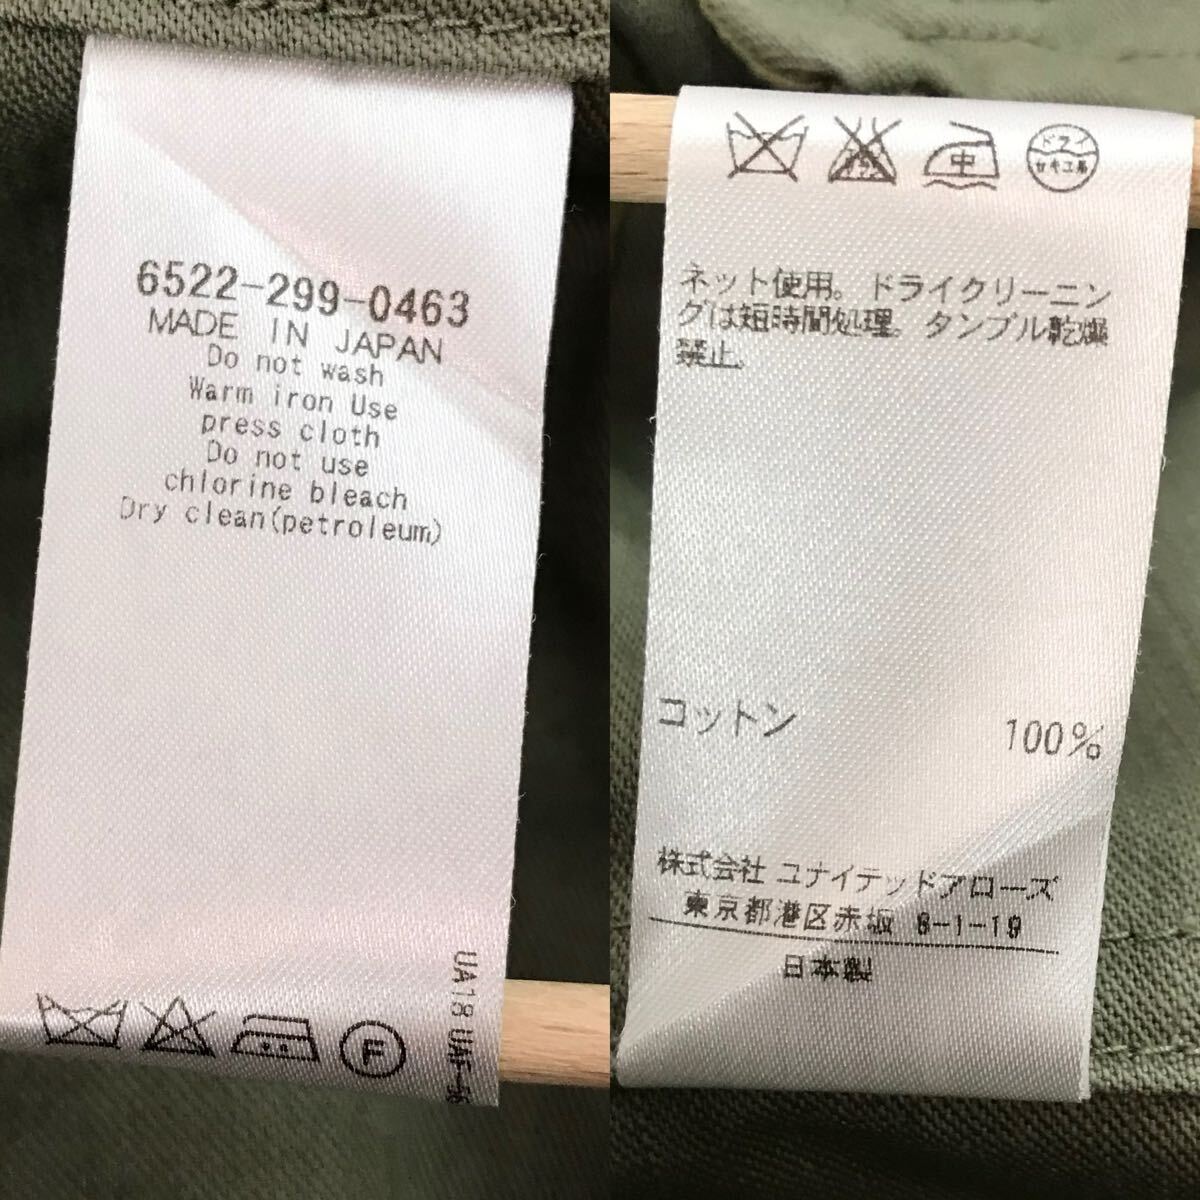 6522-299-0463
MADE IN JAPAN
Do not wash
Warm iron Use
press cloth
Do not use
chlorine bleach
Dry clean(petroleum)
F
UA18 UAF-56
中
ドライ
セキユ系
ネット使用。ドライクリーニン
グは短時間処理。タンブル乾燥
禁止。
コットン 100%
株式会社 ユナイテッドアローズ
東京都港区赤坂 8-1-19
日本製